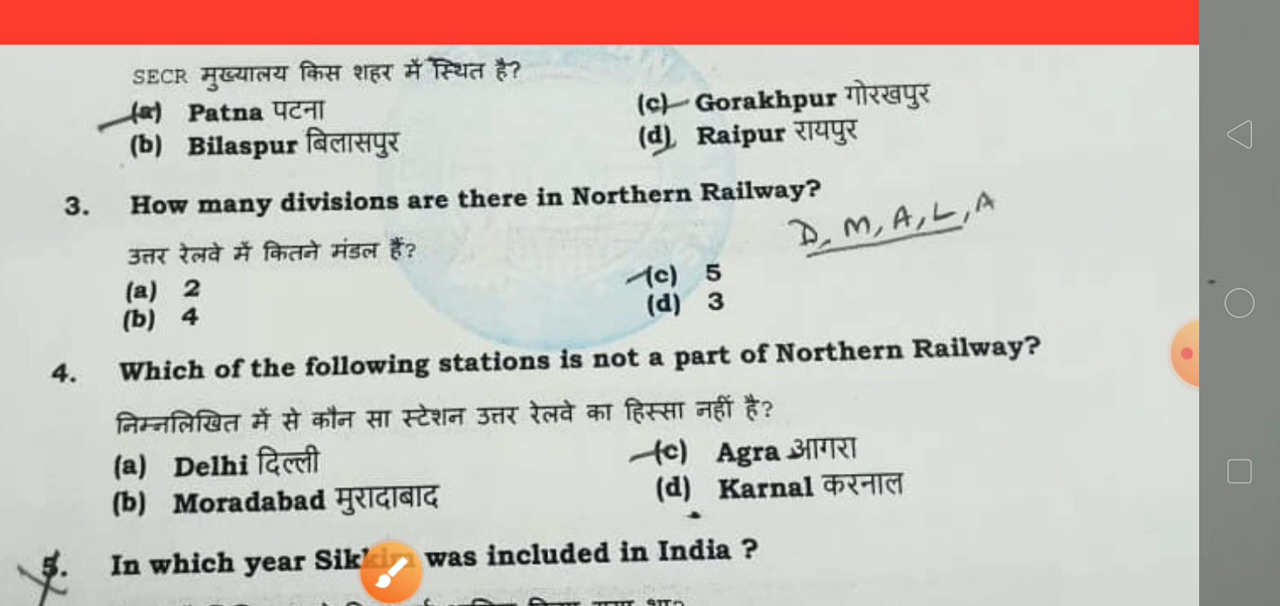 SECR मुख्यालय किस शहर में स्थित है?
(a) Patna पटना (c) Gorakhpur गोरखपुर
(b) Bilaspur बिलासपुर (d) Raipur रायपुर
3. How many divisions are there in Northern Railway?
D, M, A, L, A
उत्तर रेलवे में कितने मंडल हैं?
(a) 2 (c) 5
(b) 4 (d) 3
4. Which of the following stations is not a part of Northern Railway?
निम्नलिखित में से कौन सा स्टेशन उत्तर रेलवे का हिस्सा नहीं है?
(a) Delhi दिल्ली (c) Agra आगरा
(b) Moradabad मुरादाबाद (d) Karnal करनाल
5. In which year Sikkim was included in India ?